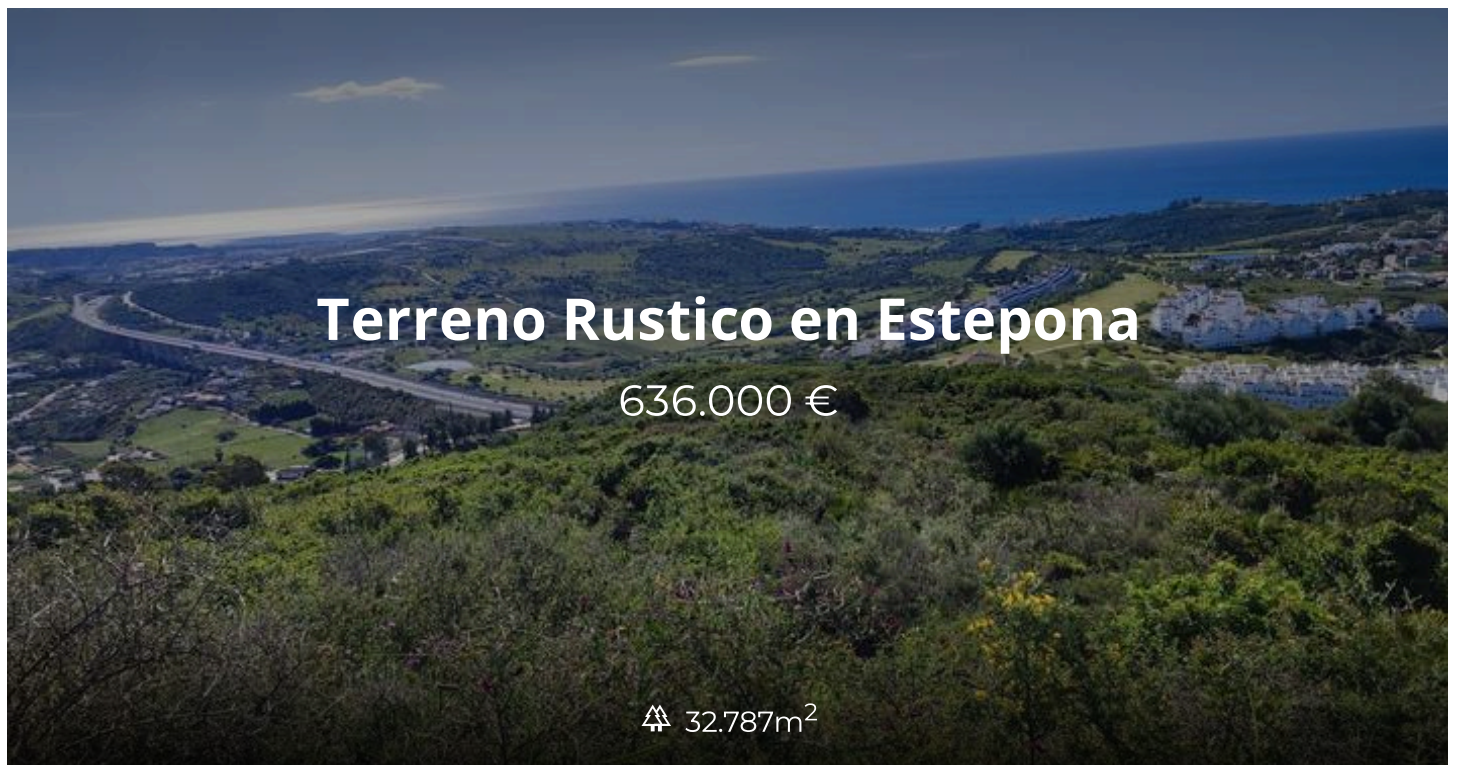 Terreno Rustico en Estepona
636.000 €
32.787m²